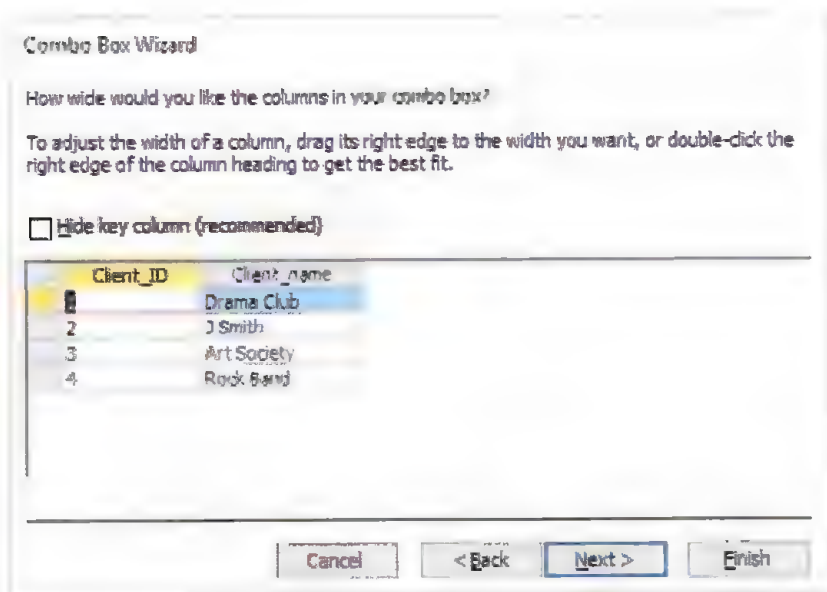 Combo Box Wizard
How wide would you like the columns in your combo box?
To adjust the width of a column, drag its right edge to the width you want, or double-click the
right edge of the column heading to get the best fit.
Hide key column (recommended)
Client_ID Client_name
1 Drama Club
2 J Smith
3 Art Society
4 Rock Band
Cancel < Back Next > Finish